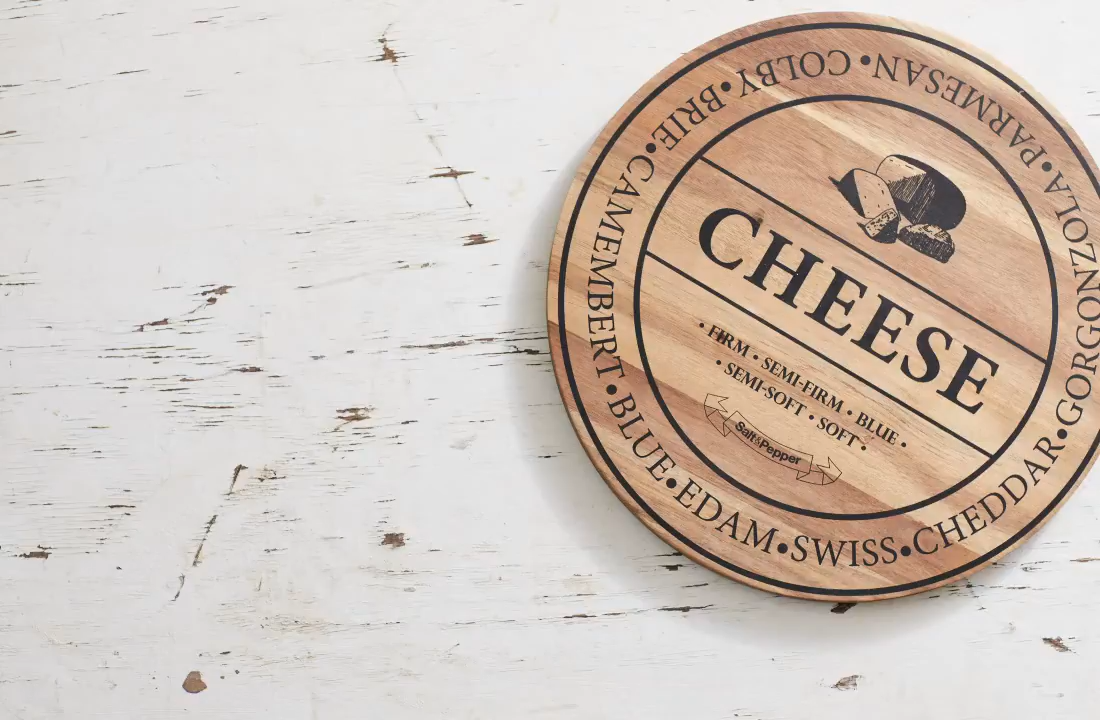 CHEESE
• FIRM • SEMI-FIRM • BLUE •
• SEMI-SOFT • SOFT •
Salt&Pepper
CAMEMBERT•BLUE•EDAM•SWISS•CHEDDAR•GORGONZOLA•PARMESAN•COLBY•BRIE•